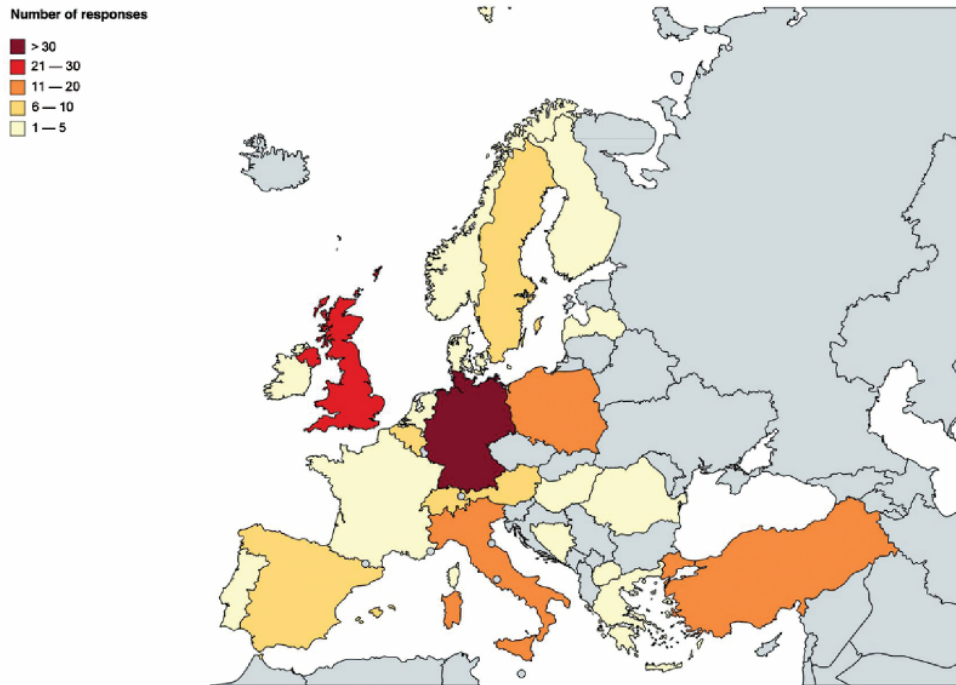 Number of responses
> 30
21 — 30
11 — 20
6 — 10
1 — 5